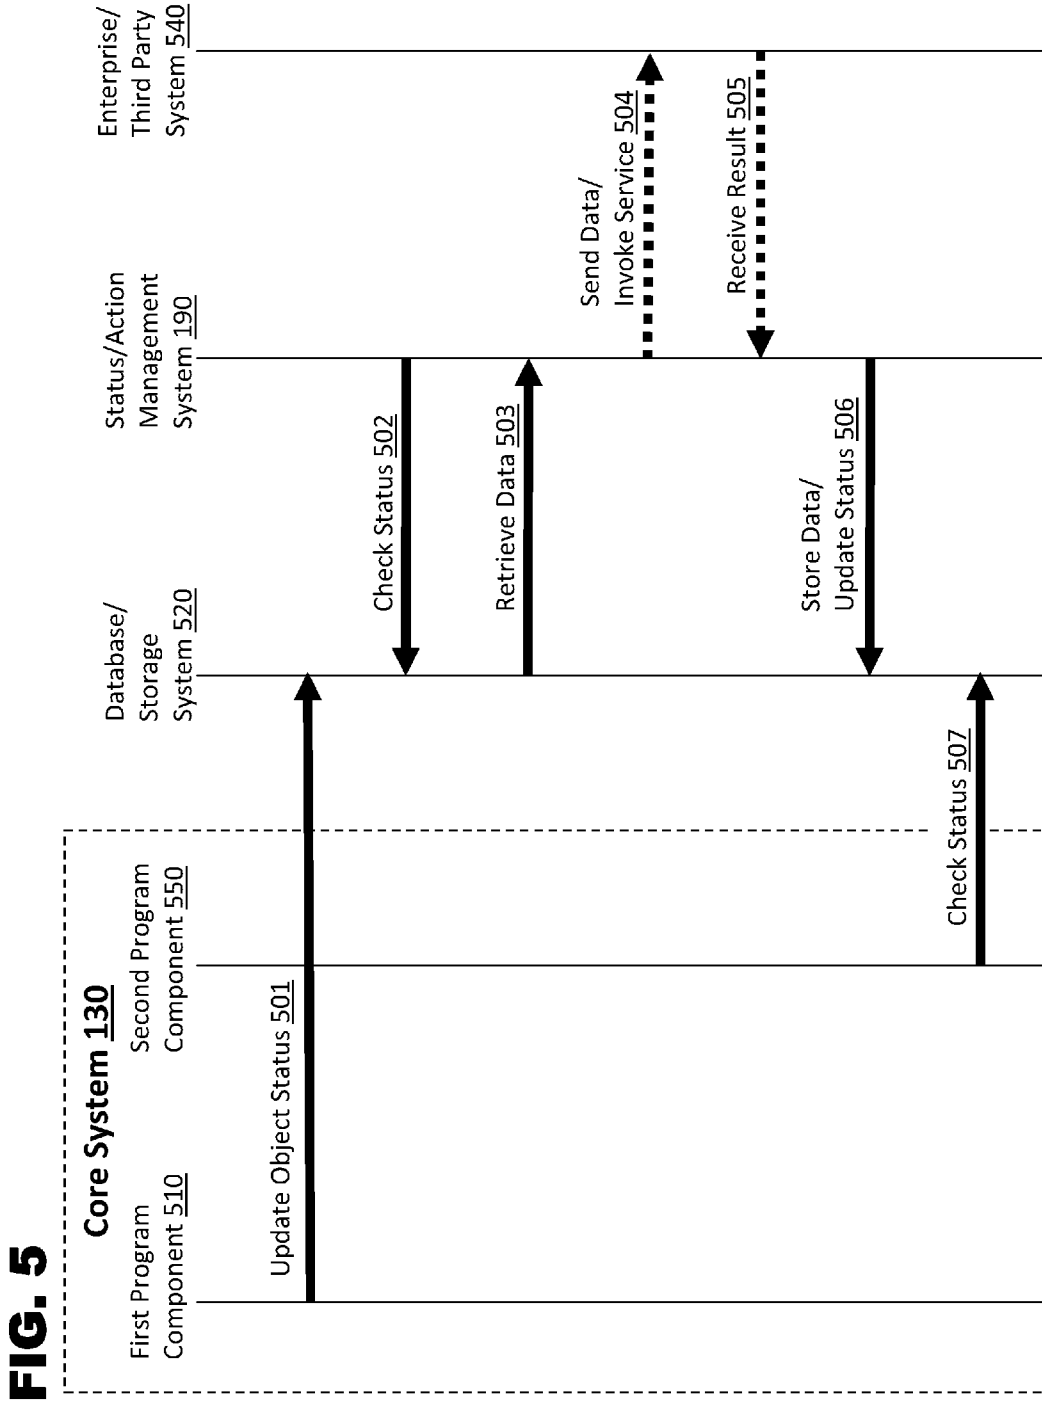 FIG. 5
Core System 130
First Program
Component 510
Second Program
Component 550
Database/
Storage
System 520
Status/Action
Management
System 190
Enterprise/
Third Party
System 540
Update Object Status 501
Check Status 502
Retrieve Data 503
Send Data/
Invoke Service 504
Receive Result 505
Store Data/
Update Status 506
Check Status 507